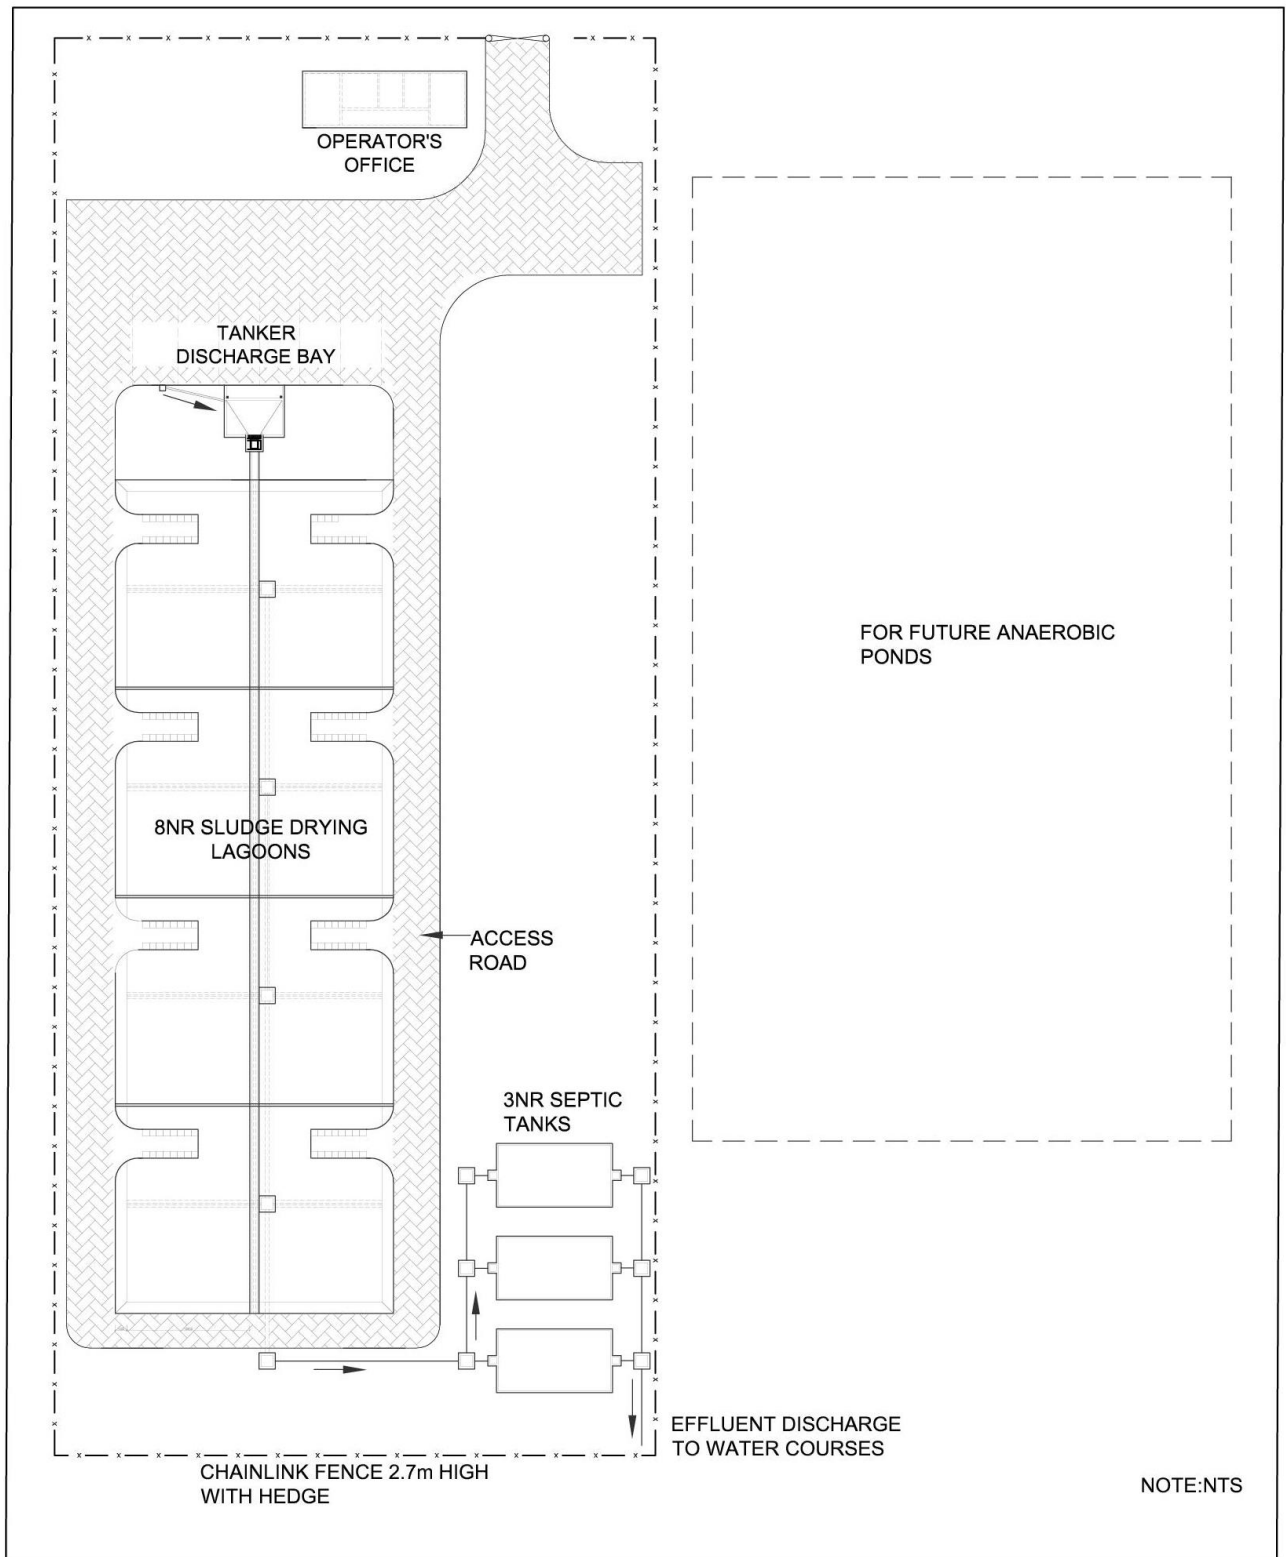 OPERATOR'S
OFFICE
TANKER
DISCHARGE BAY
FOR FUTURE ANAEROBIC
PONDS
8NR SLUDGE DRYING
LAGOONS
ACCESS
ROAD
3NR SEPTIC
TANKS
EFFLUENT DISCHARGE
TO WATER COURSES
CHAINLINK FENCE 2.7m HIGH
WITH HEDGE
NOTE:NTS